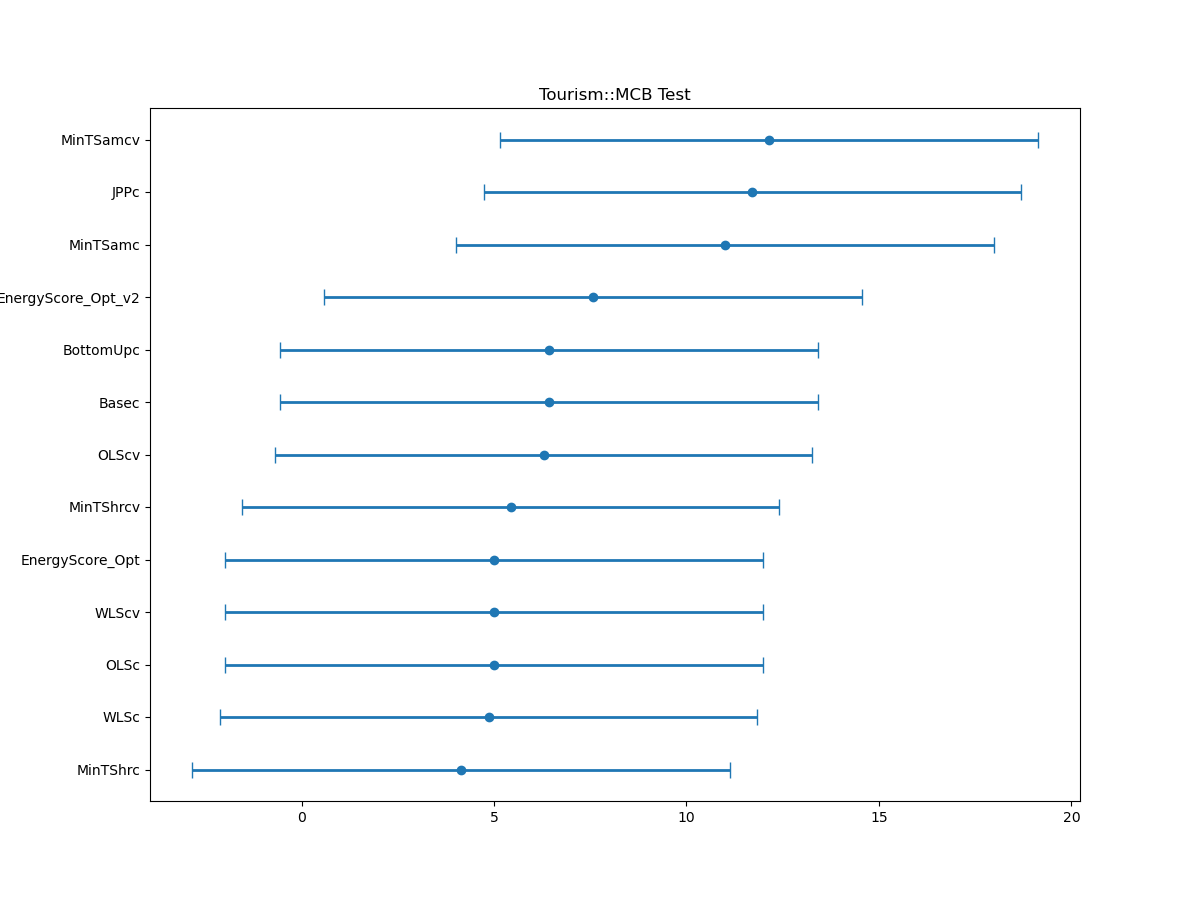 Tourism::MCB Test
MinTSamcv
JPPc
MinTSamc
EnergyScore_Opt_v2
BottomUpc
Basec
OLScv
MinTShrcv
EnergyScore_Opt
WLScv
OLSc
WLSc
MinTShrc
0 5 10 15 20